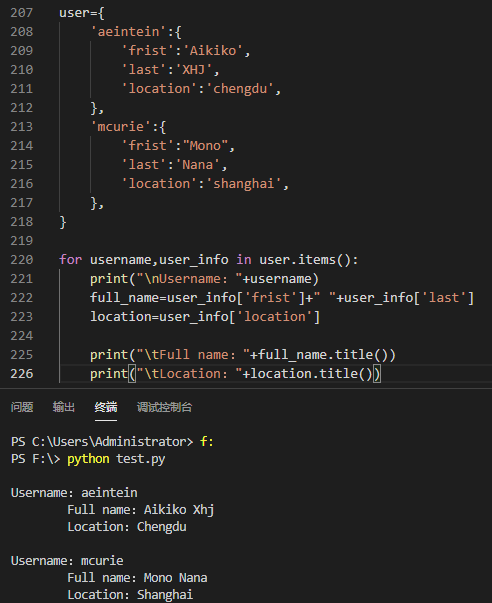 207 user={
208     'aeintein':{
209         'frist':'Aikiko',
210         'last':'XHJ',
211         'location':'chengdu',
212     },
213     'mcurie':{
214         'frist':"Mono",
215         'last':'Nana',
216         'location':'shanghai',
217     },
218 }
219
220 for username,user_info in user.items():
221     print("\nUsername: "+username)
222     full_name=user_info['frist']+" "+user_info['last']
223     location=user_info['location']
224
225     print("\tFull name: "+full_name.title())
226     print("\tLocation: "+location.title())
问题 输出 终端 调试控制台
PS C:\Users\Administrator> f:
PS F:\> python test.py
Username: aeintein
        Full name: Aikiko Xhj
        Location: Chengdu
Username: mcurie
        Full name: Mono Nana
        Location: Shanghai